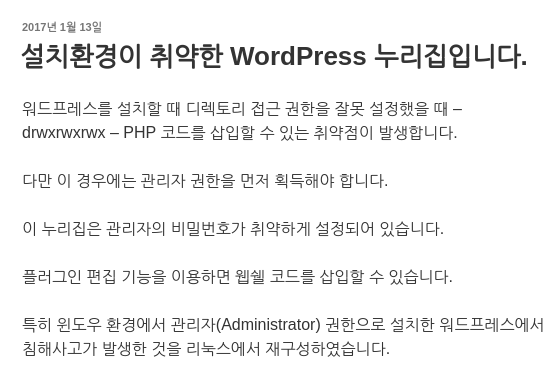 2017년 1월 13일
설치환경이 취약한 WordPress 누리집입니다.
워드프레스를 설치할 때 디렉토리 접근 권한을 잘못 설정했을 때 –
drwxrwxrwx – PHP 코드를 삽입할 수 있는 취약점이 발생합니다.
다만 이 경우에는 관리자 권한을 먼저 획득해야 합니다.
이 누리집은 관리자의 비밀번호가 취약하게 설정되어 있습니다.
플러그인 편집 기능을 이용하면 웹쉘 코드를 삽입할 수 있습니다.
특히 윈도우 환경에서 관리자(Administrator) 권한으로 설치한 워드프레스에서
침해사고가 발생한 것을 리눅스에서 재구성하였습니다.